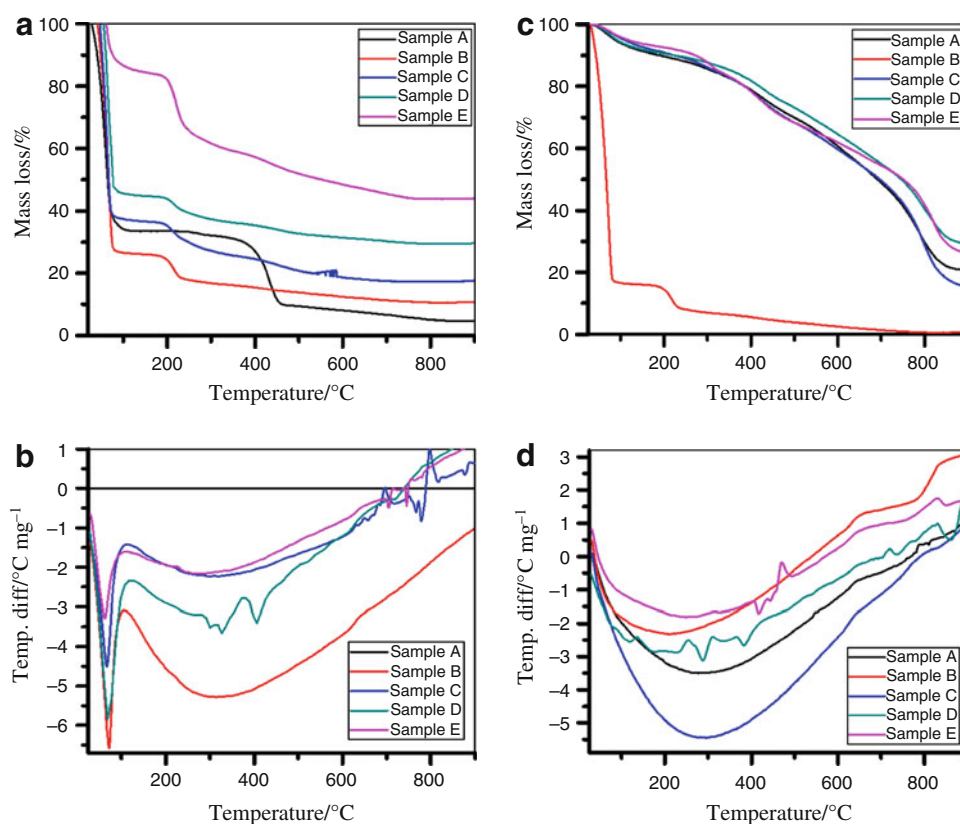 a
100
80
60
40
20
0
Mass loss/%
200 400 600 800
Temperature/°C
Sample A
Sample B
Sample C
Sample D
Sample E
c
100
80
60
40
20
0
Mass loss/%
200 400 600 800
Temperature/°C
Sample A
Sample B
Sample C
Sample D
Sample E
b
1
0
−1
−2
−3
−4
−5
−6
Temp. diff/°C mg⁻¹
200 400 600 800
Temperature/°C
Sample A
Sample B
Sample C
Sample D
Sample E
d
3
2
1
0
−1
−2
−3
−4
−5
Temp. diff/°C mg⁻¹
200 400 600 800
Temperature/°C
Sample A
Sample B
Sample C
Sample D
Sample E